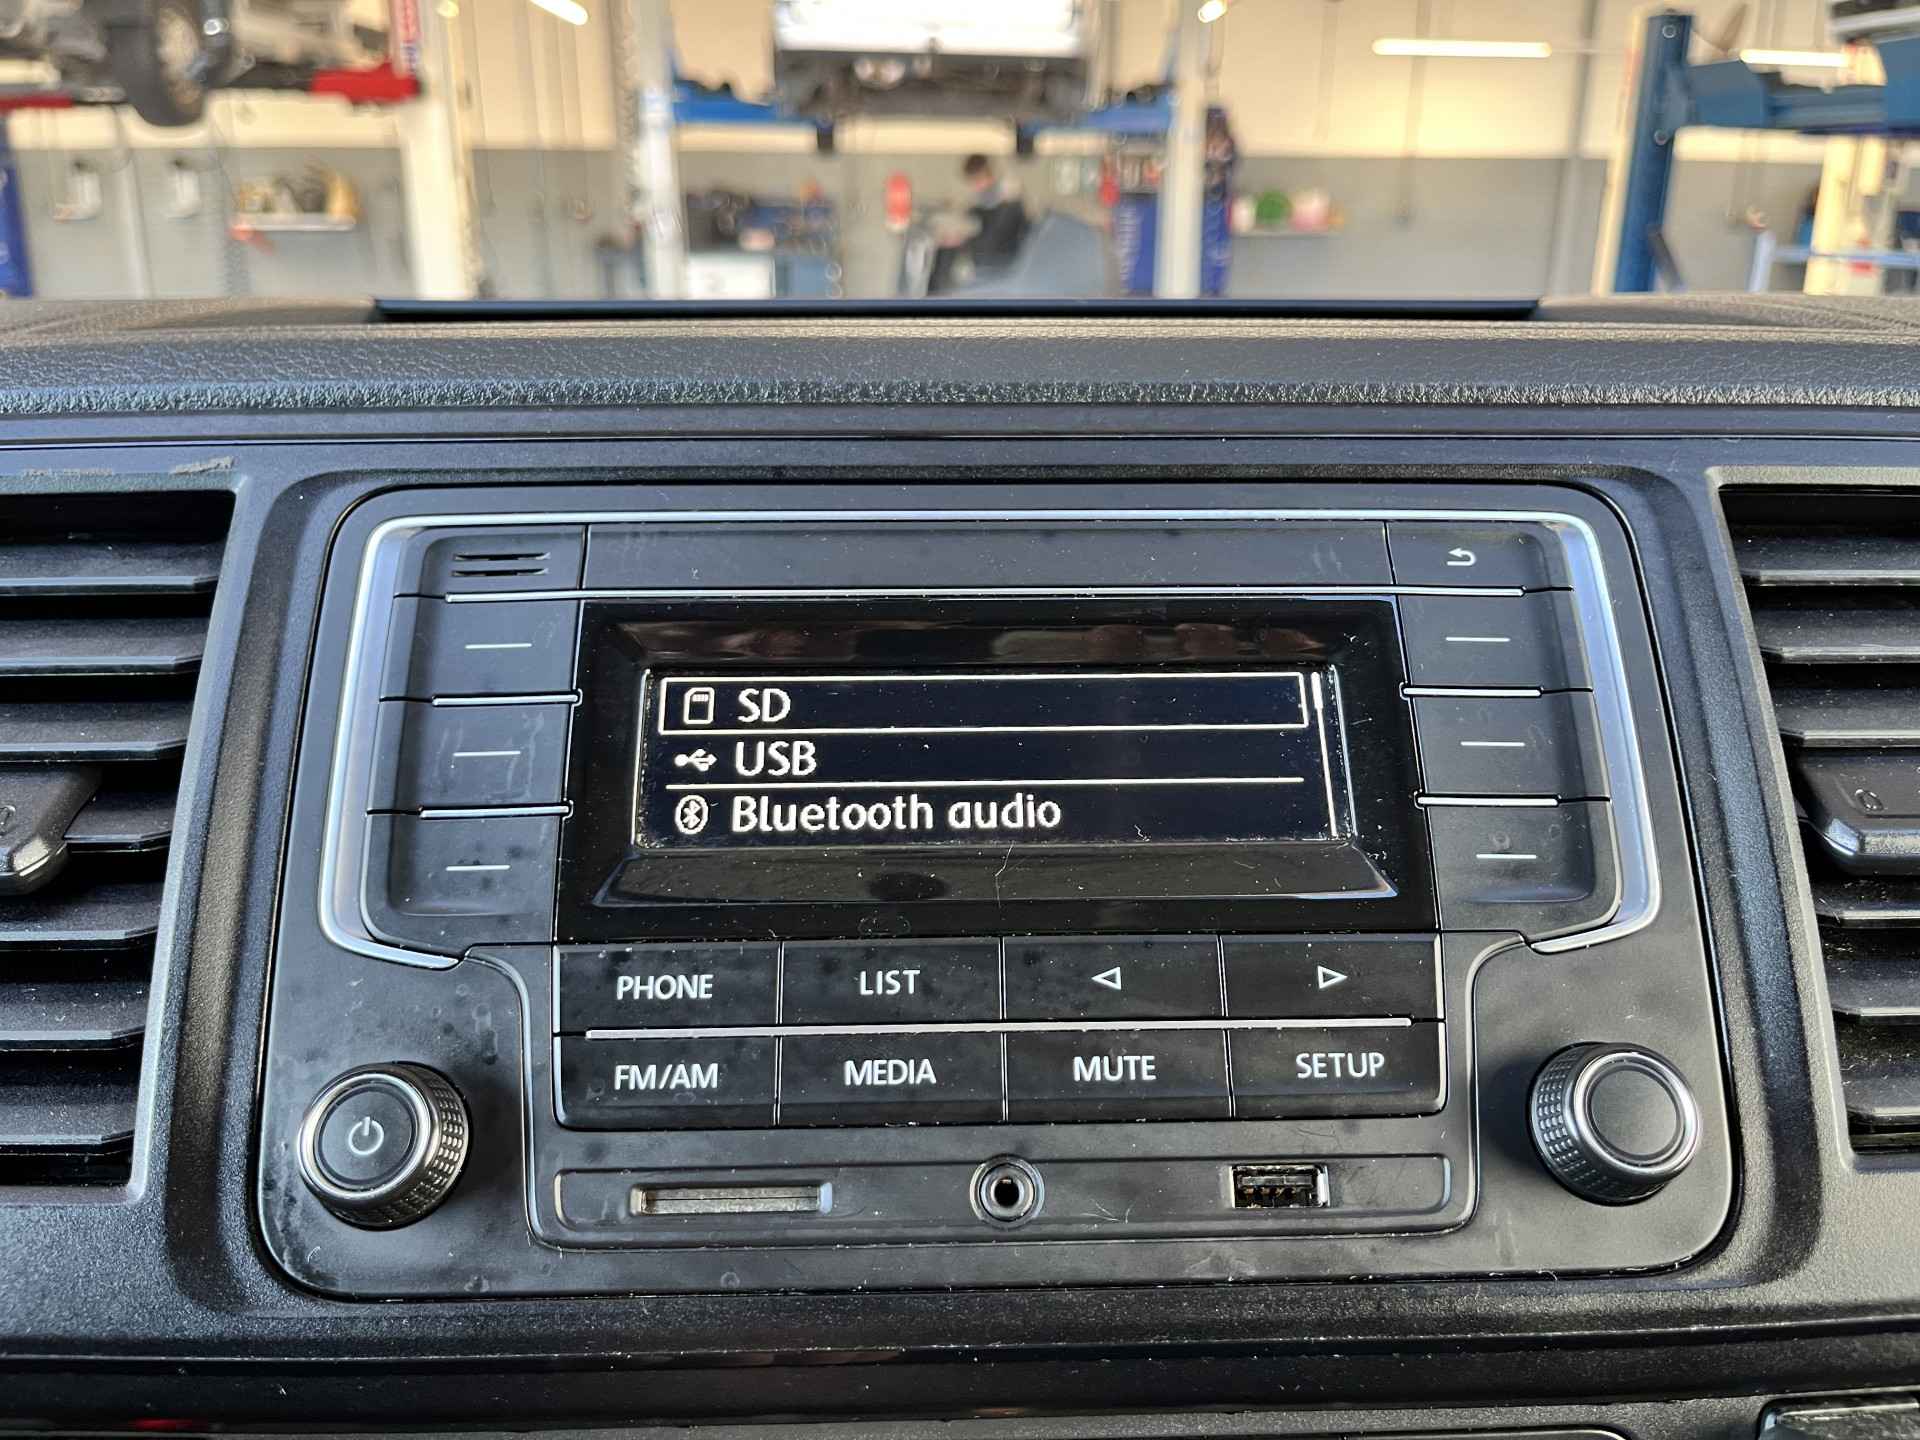 SD
USB
Bluetooth audio
PHONE LIST
FM/AM MEDIA MUTE SETUP